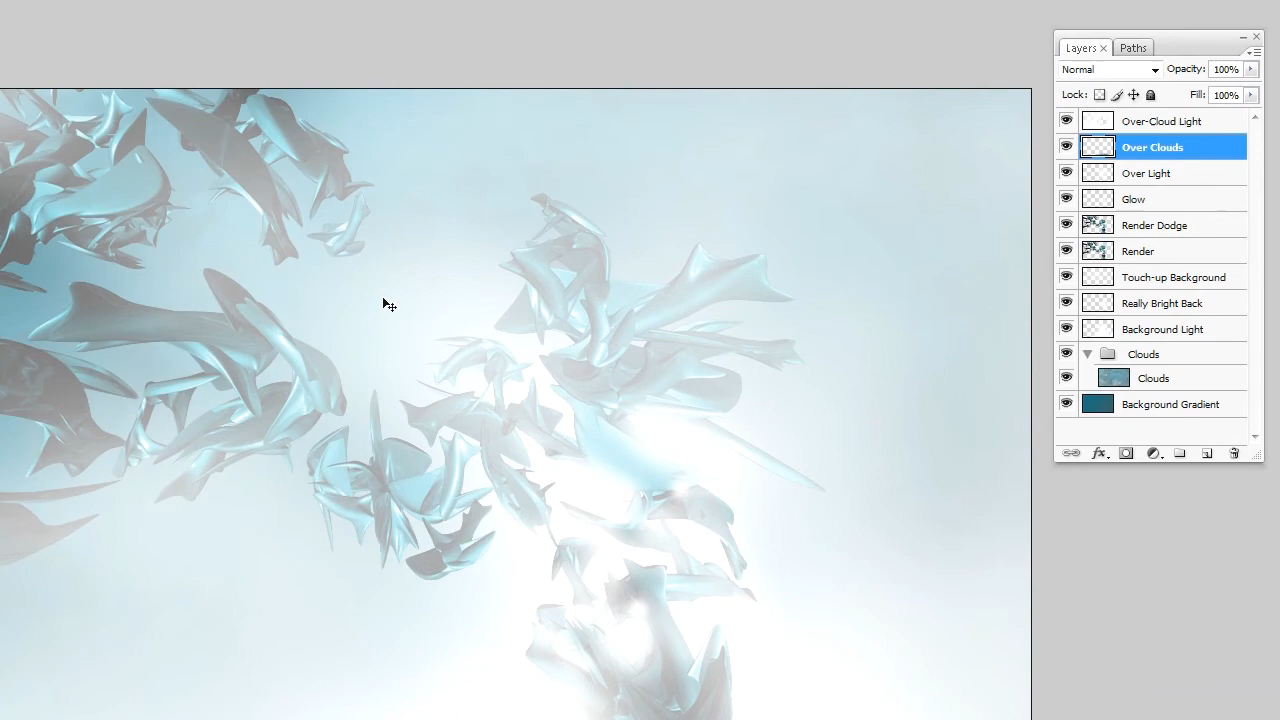 Layers Paths
Normal Opacity: 100%
Lock: Fill: 100%
Over-Cloud Light
Over Clouds
Over Light
Glow
Render Dodge
Render
Touch-up Background
Really Bright Back
Background Light
Clouds
Clouds
Background Gradient
fx